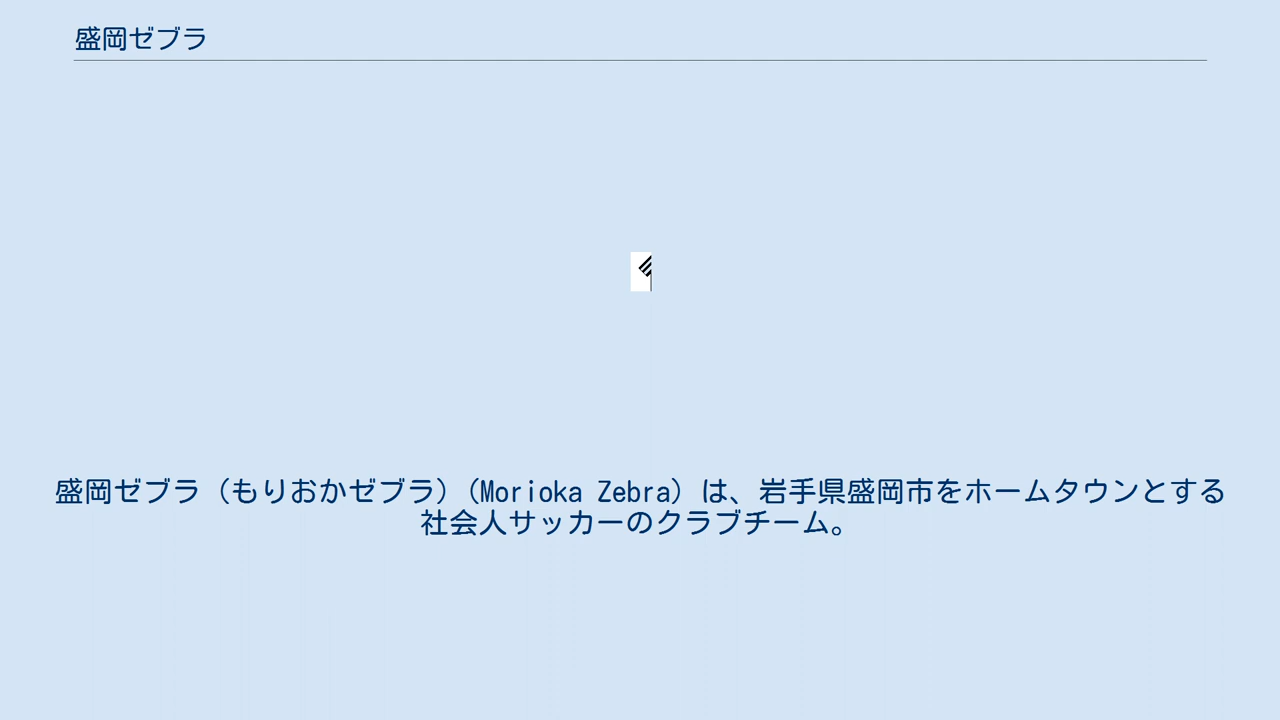 盛岡ゼブラ
盛岡ゼブラ（もりおかゼブラ）（Morioka Zebra）は、岩手県盛岡市をホームタウンとする
社会人サッカーのクラブチーム。